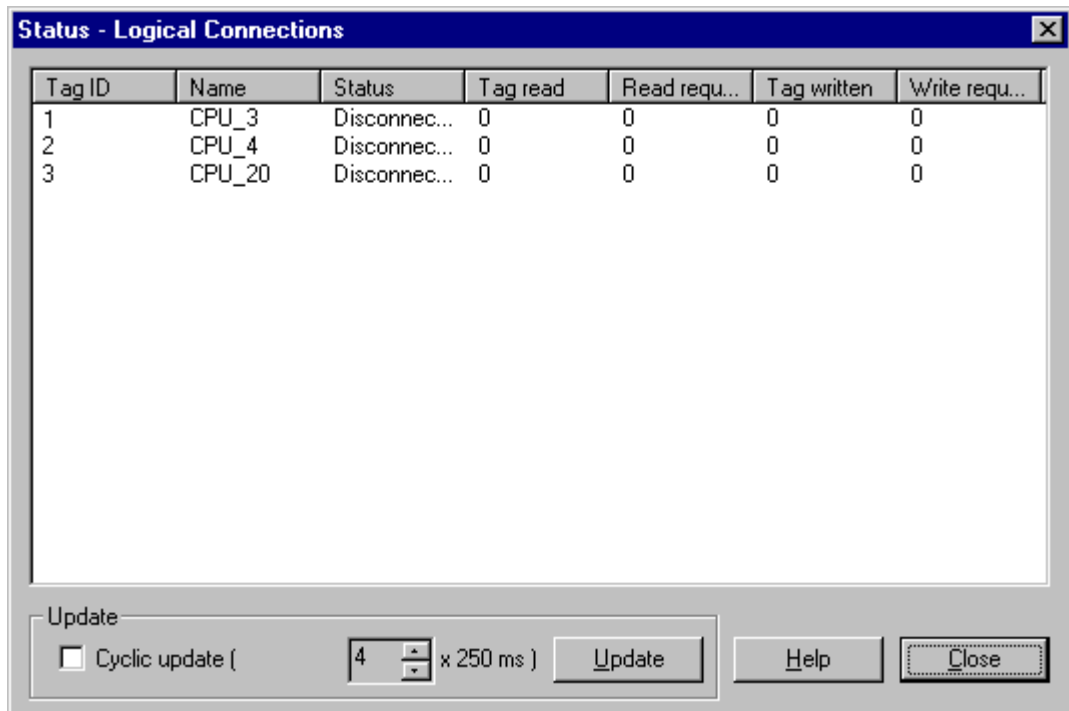 Status - Logical Connections
Tag ID Name Status Tag read Read requ... Tag written Write requ...
1 CPU_3 Disconnec... 0 0 0 0
2 CPU_4 Disconnec... 0 0 0 0
3 CPU_20 Disconnec... 0 0 0 0
Update
Cyclic update ( 4 x 250 ms ) Update Help Close